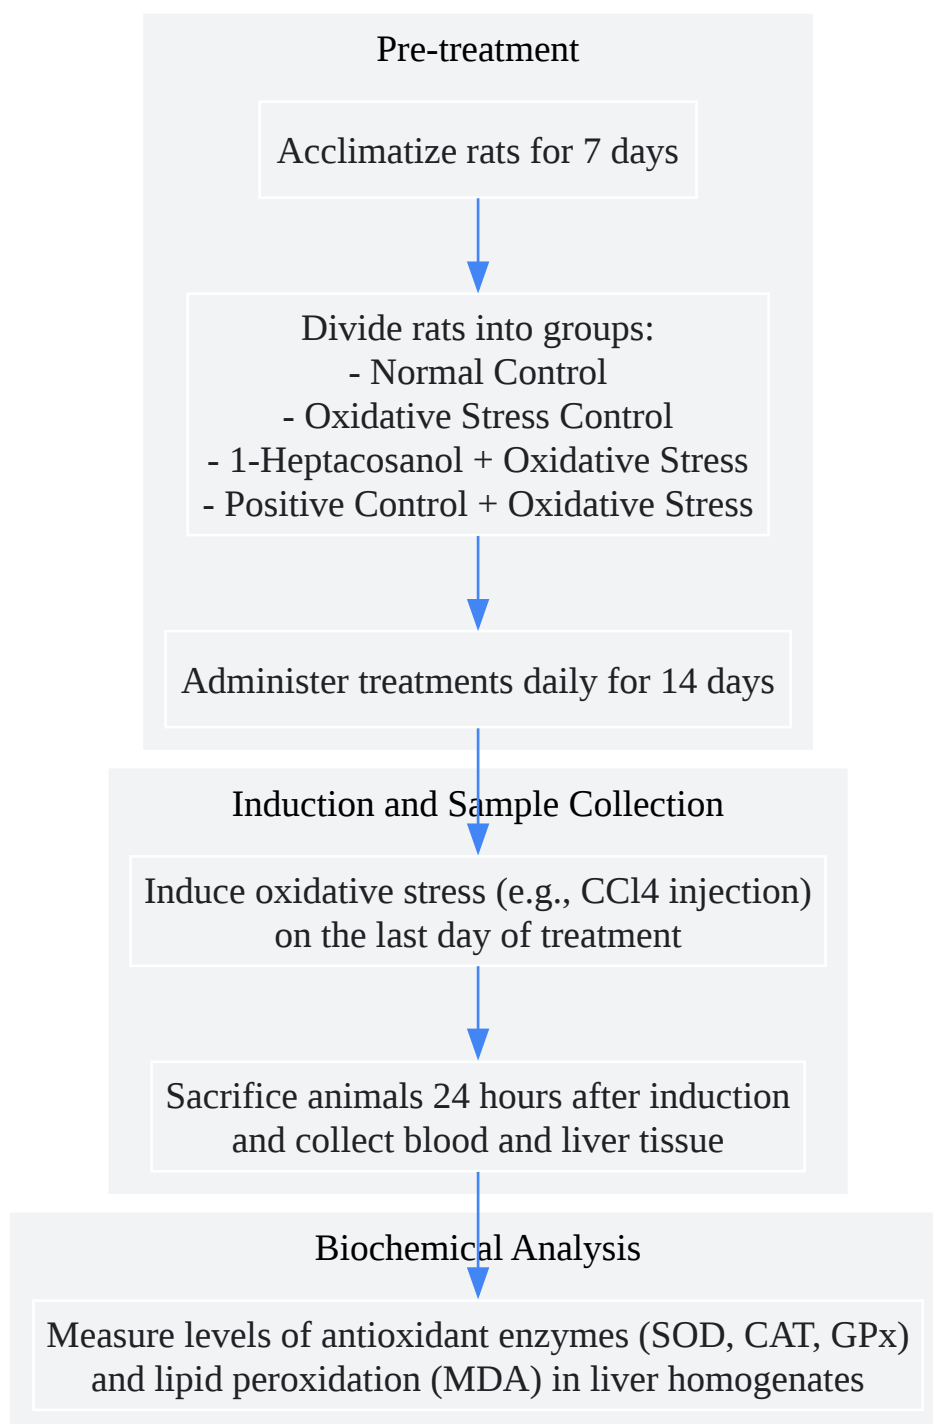 Pre-treatment
Acclimatize rats for 7 days
Divide rats into groups:
- Normal Control
- Oxidative Stress Control
- 1-Heptacosanol + Oxidative Stress
- Positive Control + Oxidative Stress
Administer treatments daily for 14 days
Induction and Sample Collection
Induce oxidative stress (e.g., CCl4 injection)
on the last day of treatment
Sacrifice animals 24 hours after induction
and collect blood and liver tissue
Biochemical Analysis
Measure levels of antioxidant enzymes (SOD, CAT, GPx)
and lipid peroxidation (MDA) in liver homogenates